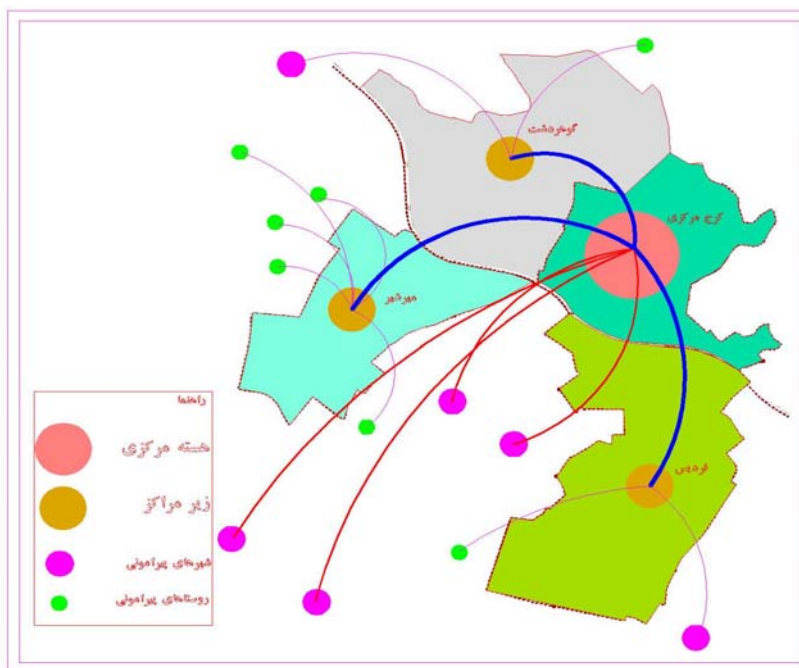 گوهردشت
کرج مرکزی
مهرشهر
فردیس
راهنما
هسته مرکزی
زیر مراکز
شهرهای پیرامونی
روستاهای پیرامونی